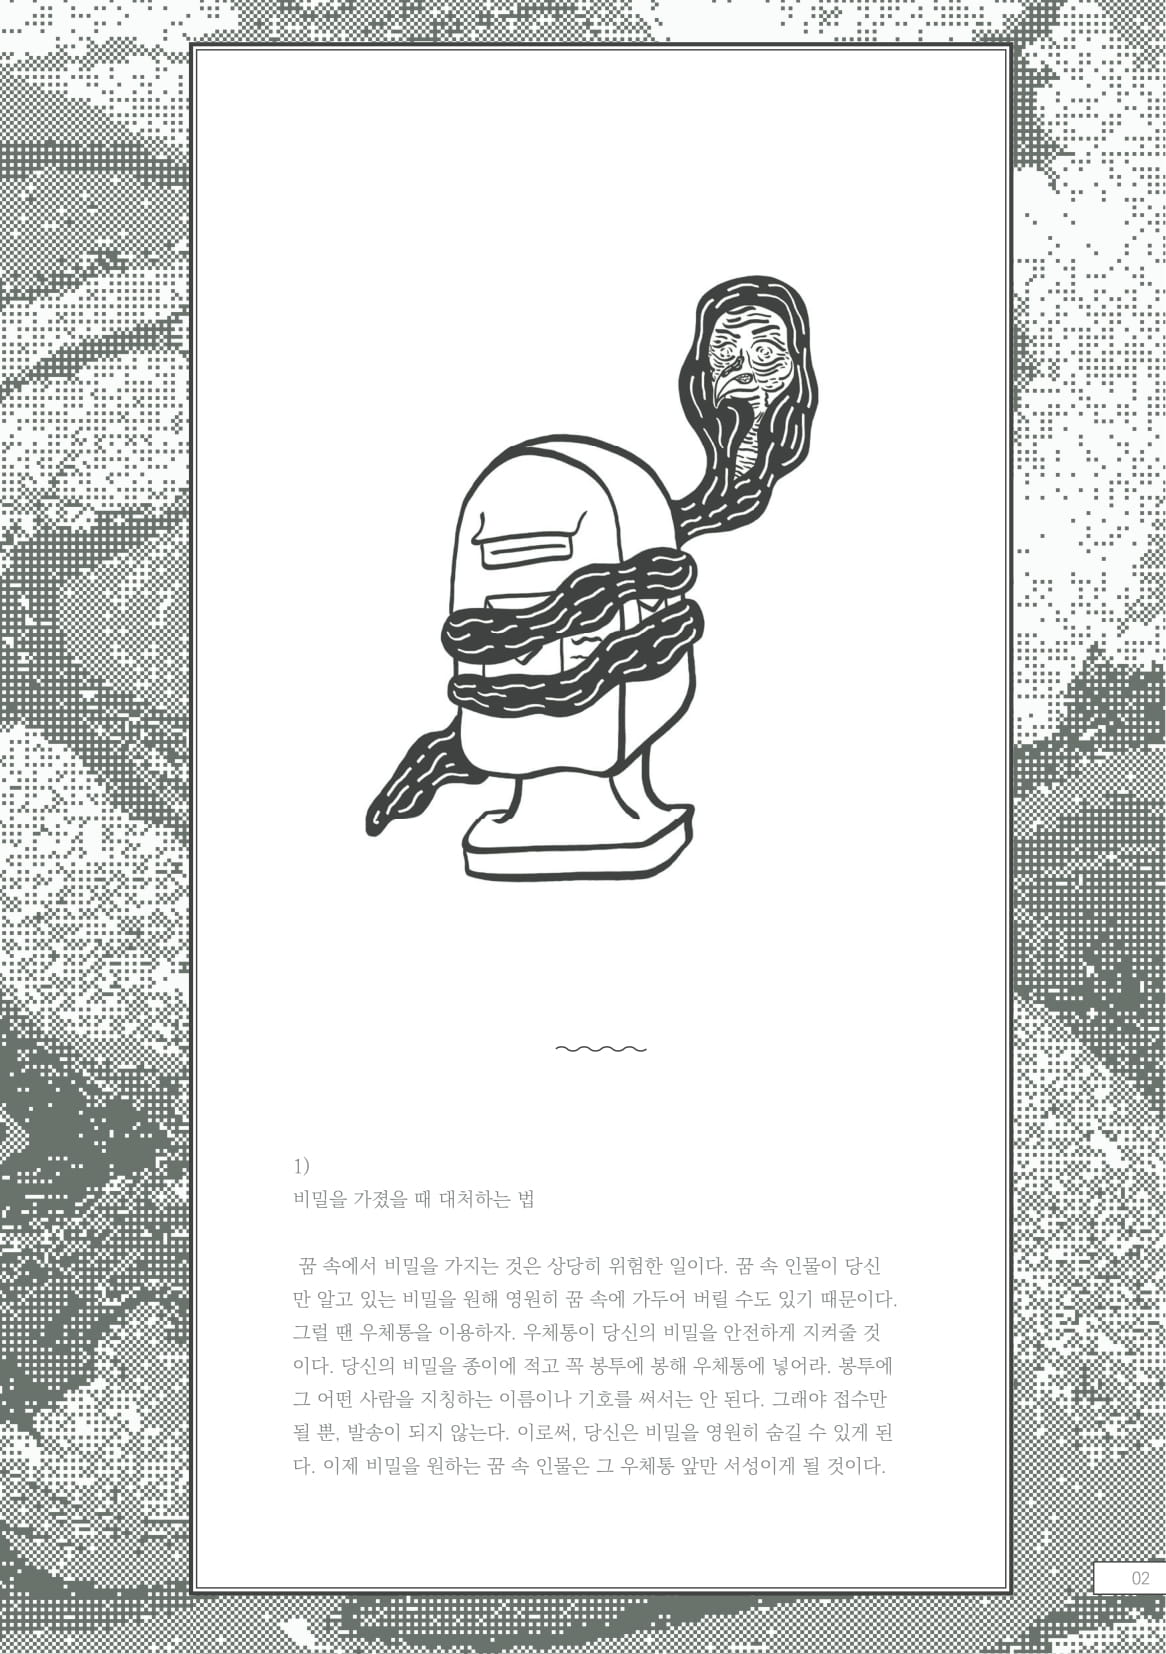 1)
비밀을 가졌을 때 대처하는 법
꿈 속에서 비밀을 가지는 것은 상당히 위험한 일이다. 꿈 속 인물이 당신
만 알고 있는 비밀을 원해 영원히 꿈 속에 가두어 버릴 수도 있기 때문이다.
그럴 땐 우체통을 이용하자. 우체통이 당신의 비밀을 안전하게 지켜줄 것
이다. 당신의 비밀을 종이에 적고 꼭 봉투에 봉해 우체통에 넣어라. 봉투에
그 어떤 사람을 지칭하는 이름이나 기호를 써서는 안 된다. 그래야 접수만
될 뿐, 발송이 되지 않는다. 이로써, 당신은 비밀을 영원히 숨길 수 있게 된
다. 이제 비밀을 원하는 꿈 속 인물은 그 우체통 앞만 서성이게 될 것이다.
02